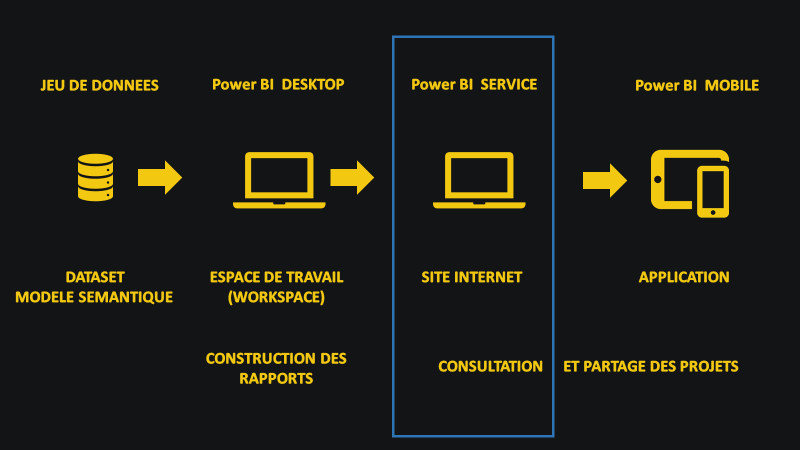 JEU DE DONNEES
Power BI DESKTOP
Power BI SERVICE
Power BI MOBILE
DATASET
MODELE SEMANTIQUE
ESPACE DE TRAVAIL
(WORKSPACE)
SITE INTERNET
APPLICATION
CONSTRUCTION DES
RAPPORTS
CONSULTATION ET PARTAGE DES PROJETS